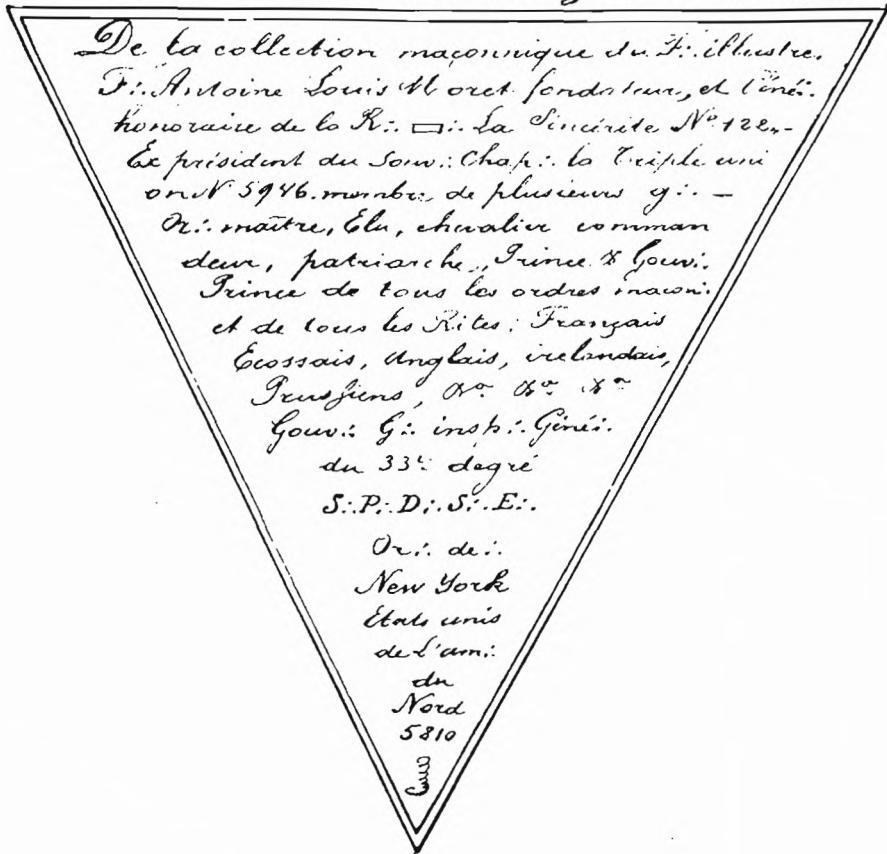 De la collection maçonnique du F∴ illustre.
F∴ Antoine Louis Moret fondateur, et Véné∴
honoraire de la R∴ ▭∴ La Sincérité Nº 122,-
Ex président du Souv∴ Chap∴ la Triple uni
on Nº 5946. membre de plusieurs g∴ —
Or∴ maître, Elu, chevalier comman
deur, patriarche, Prince & Gouv∴
Prince de tous les ordres maçon∴
et de tous les Rites; Français
Ecossais, Anglais, irelandais,
Prussiens, &ª &ª &ª
Gouv∴ G∴ insp∴ Géné∴
du 33ᵉ degré
S∴P∴D∴S∴E∴
Or∴ de∴
New York
Etats unis
de L'am∴
du
Nord
5810